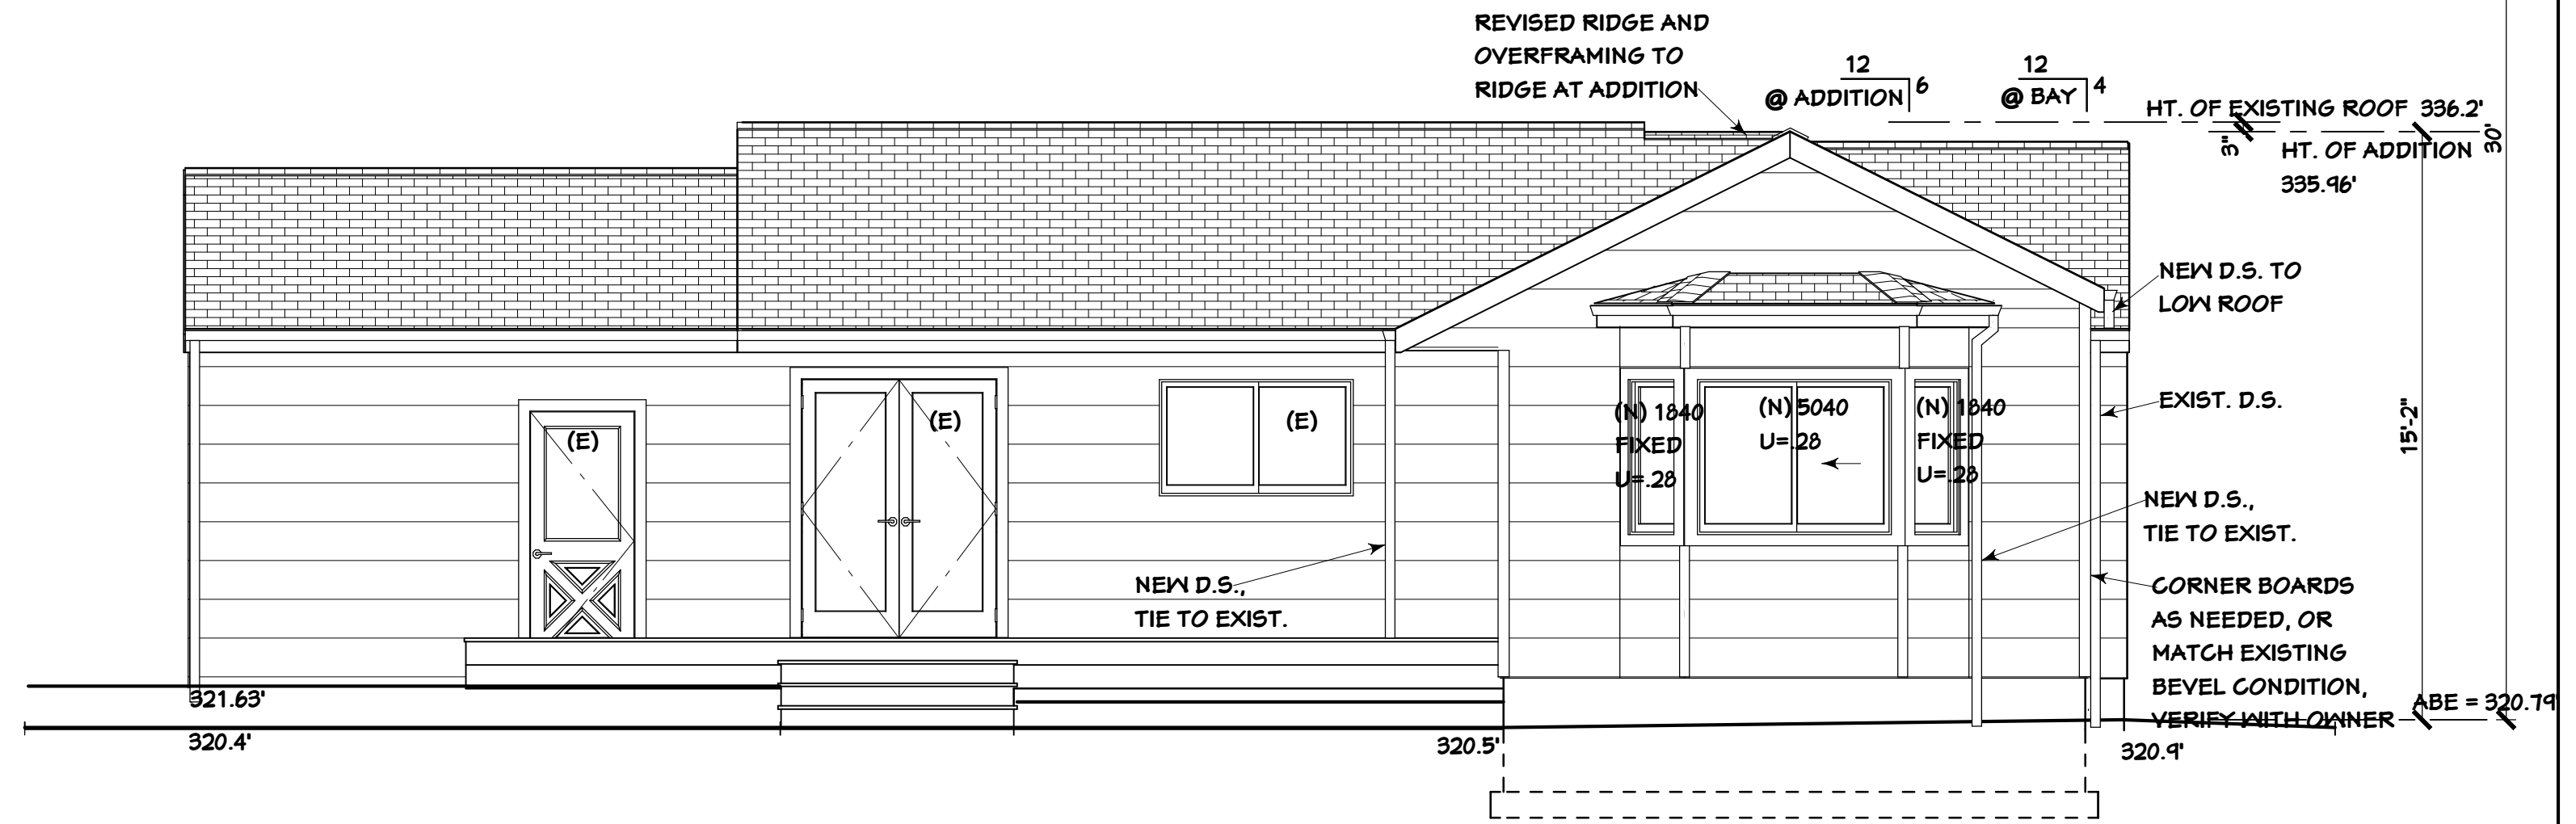 REVISED RIDGE AND
OVERFRAMING TO
RIDGE AT ADDITION
12
@ ADDITION 6
12
@ BAY 4
HT. OF EXISTING ROOF 336.2'
3"
HT. OF ADDITION
335.96'
30'
NEW D.S. TO
LOW ROOF
EXIST. D.S.
15'-2"
(E)
(E)
(E)
(N) 1840
FIXED
U=.28
(N) 5040
U=.28
(N) 1840
FIXED
U=.28
NEW D.S.,
TIE TO EXIST.
NEW D.S.,
TIE TO EXIST.
CORNER BOARDS
AS NEEDED, OR
MATCH EXISTING
BEVEL CONDITION,
VERIFY WITH OWNER
ABE = 320.79'
321.63'
320.4'
320.5'
320.9'